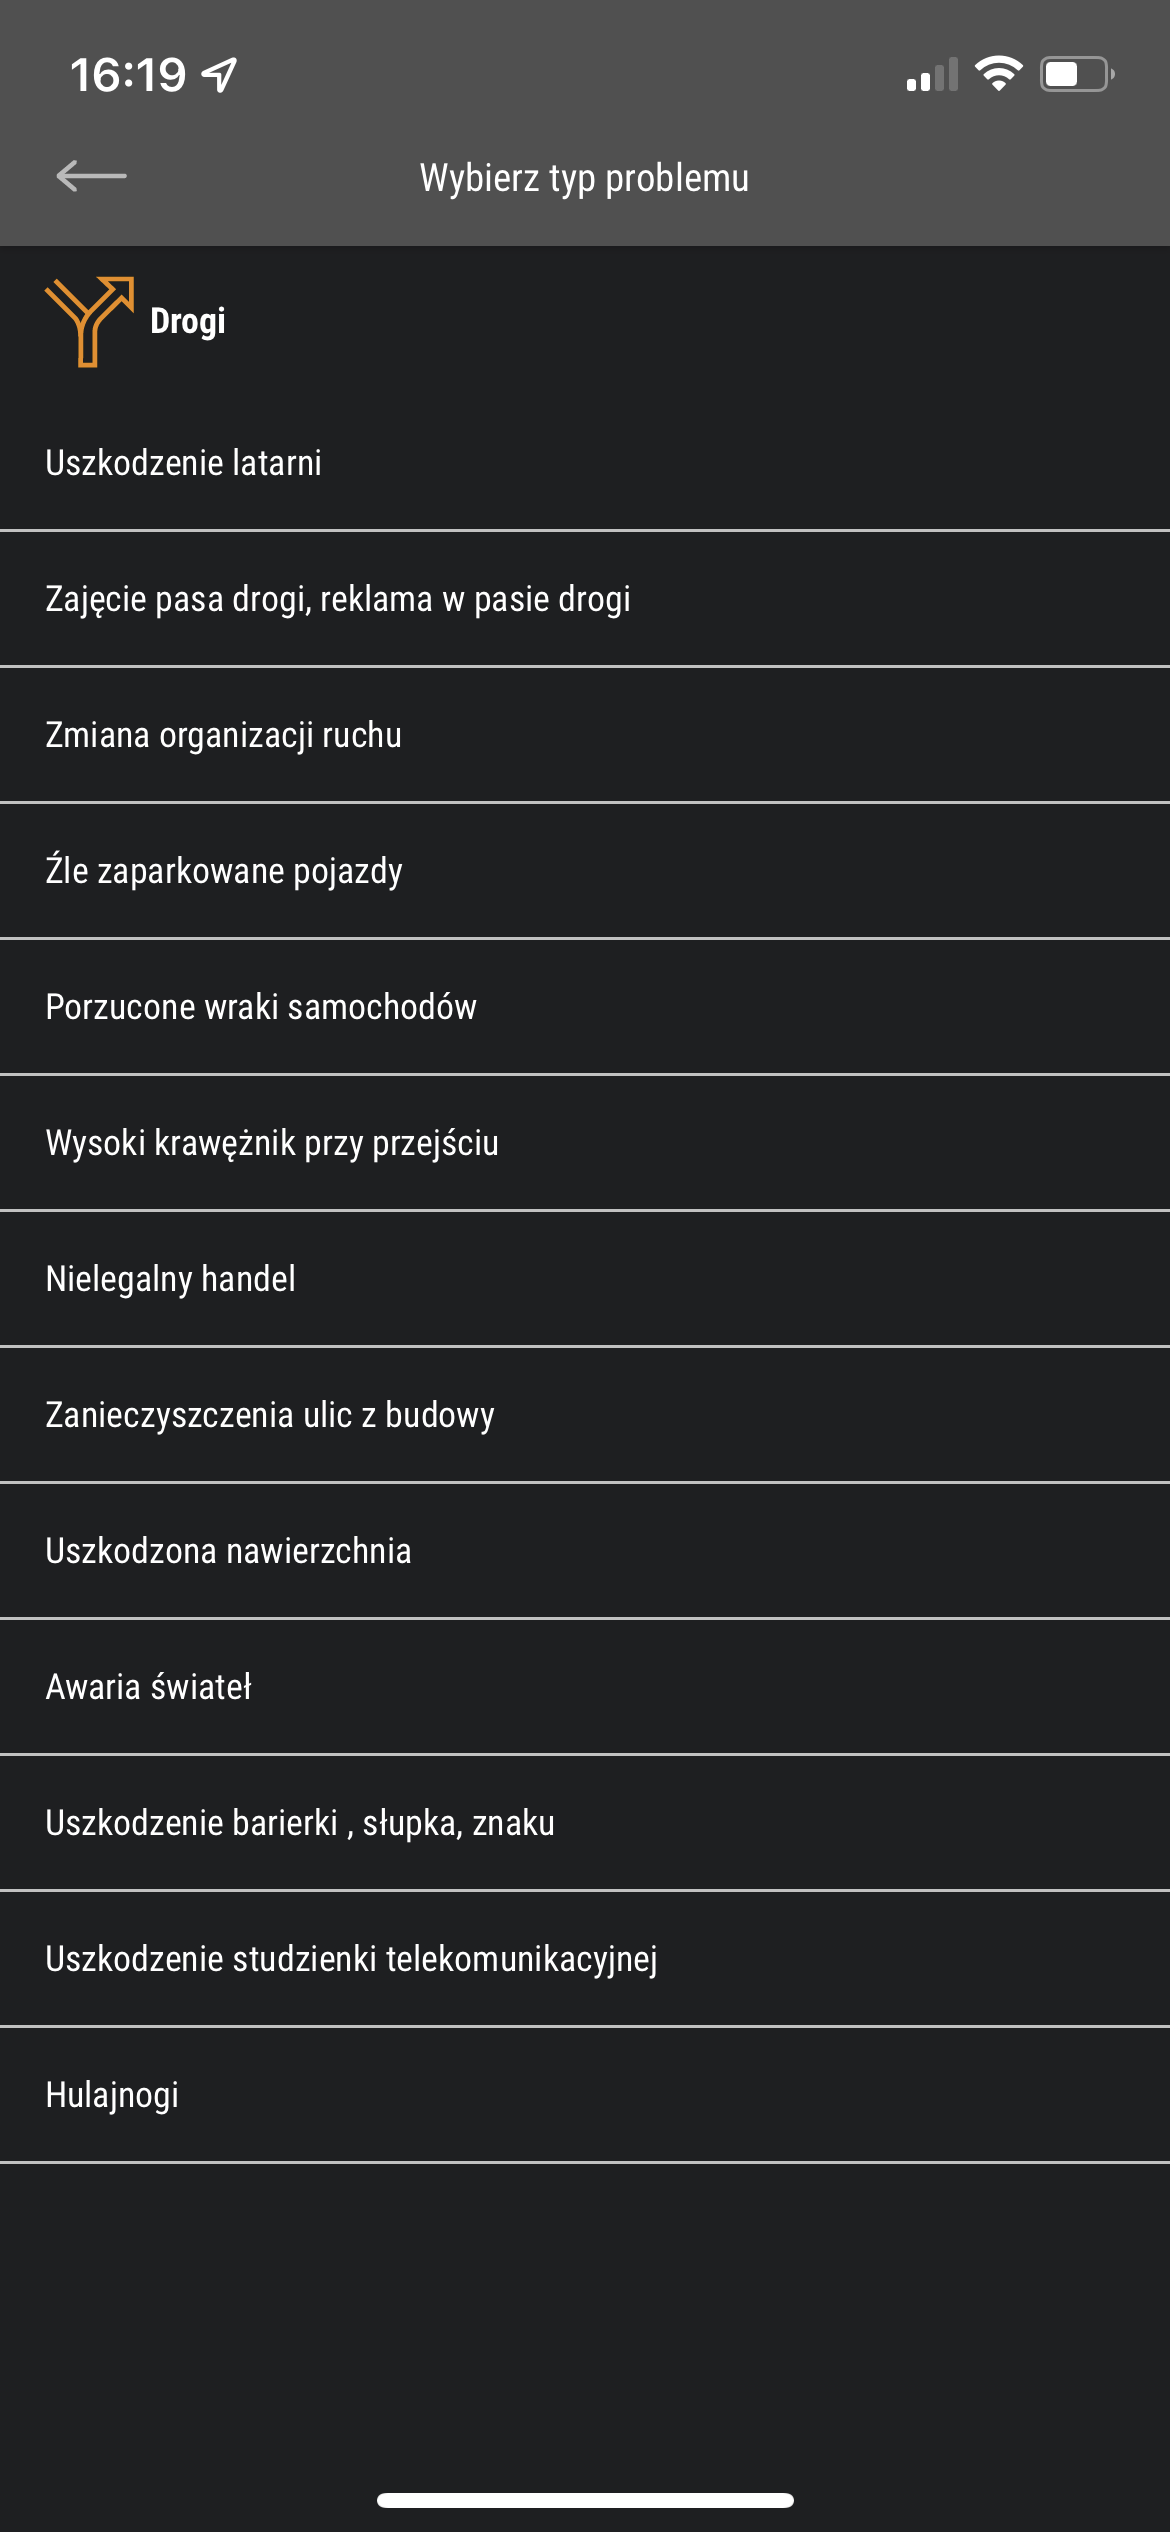 16:19
Wybierz typ problemu
Drogi
Uszkodzenie latarni
Zajęcie pasa drogi, reklama w pasie drogi
Zmiana organizacji ruchu
Źle zaparkowane pojazdy
Porzucone wraki samochodów
Wysoki krawężnik przy przejściu
Nielegalny handel
Zanieczyszczenia ulic z budowy
Uszkodzona nawierzchnia
Awaria świateł
Uszkodzenie barierki , słupka, znaku
Uszkodzenie studzienki telekomunikacyjnej
Hulajnogi